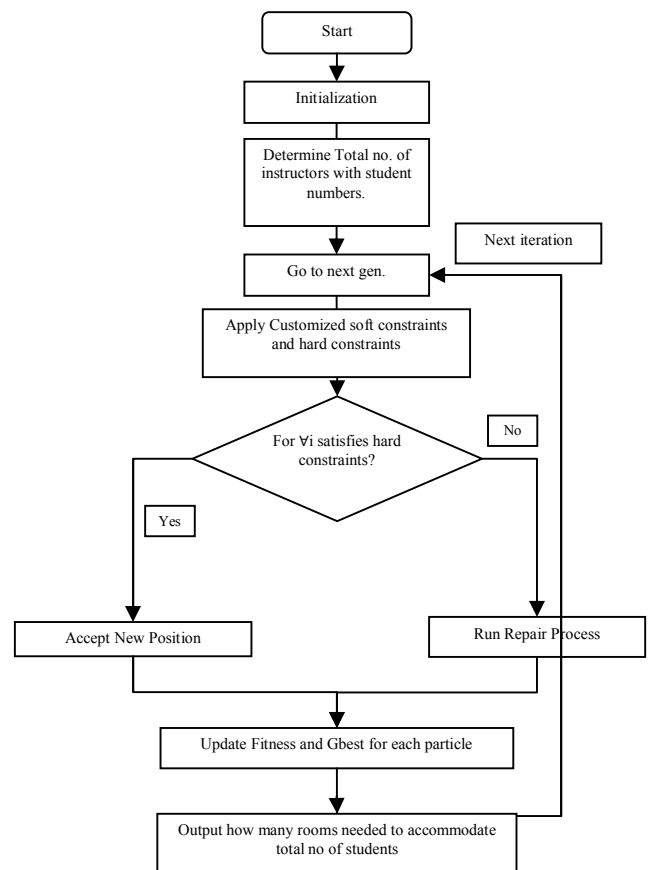 Start
Initialization
Determine Total no. of
instructors with student
numbers.
Next iteration
Go to next gen.
Apply Customized soft constraints
and hard constraints
No
For ∀i satisfies hard
constraints?
Yes
Accept New Position
Run Repair Process
Update Fitness and Gbest for each particle
Output how many rooms needed to accommodate
total no of students